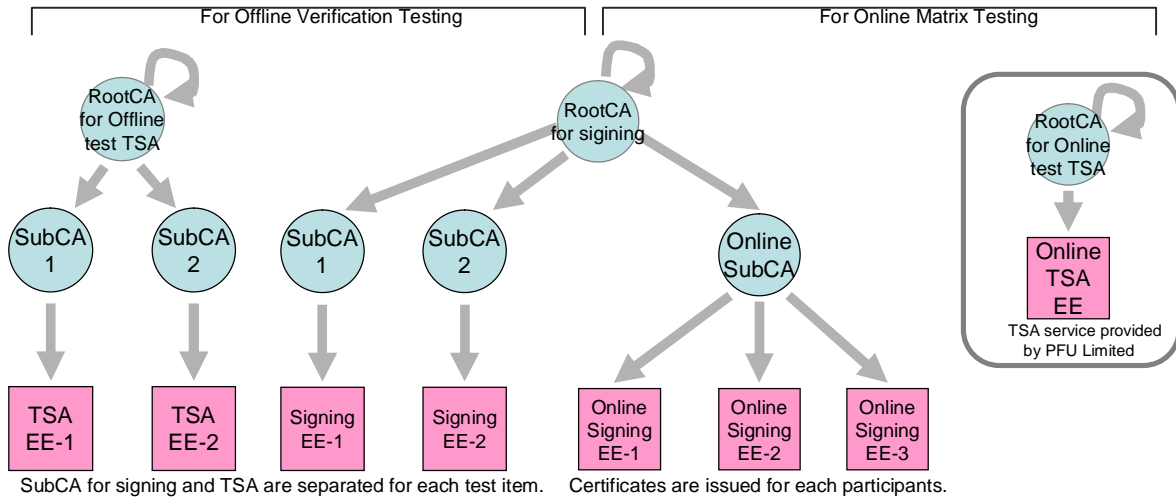 For Offline Verification Testing
For Online Matrix Testing
RootCA
for Offline
test TSA
RootCA
for sigining
RootCA
for Online
test TSA
SubCA
1
SubCA
2
SubCA
1
SubCA
2
Online
SubCA
Online
TSA
EE
TSA service provided
by PFU Limited
TSA
EE-1
TSA
EE-2
Signing
EE-1
Signing
EE-2
Online
Signing
EE-1
Online
Signing
EE-2
Online
Signing
EE-3
SubCA for signing and TSA are separated for each test item.
Certificates are issued for each participants.